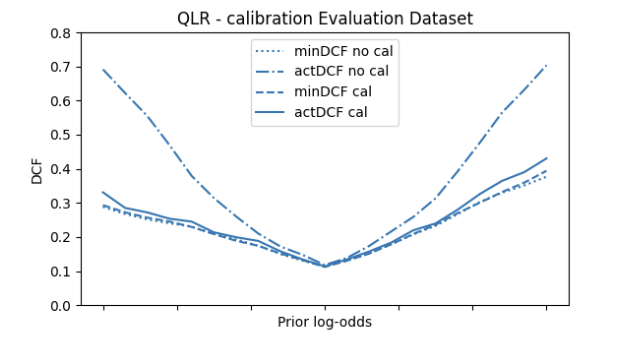 QLR - calibration Evaluation Dataset
0.8
0.7
0.6
0.5
0.4
0.3
0.2
0.1
0.0
DCF
minDCF no cal
actDCF no cal
minDCF cal
actDCF cal
Prior log-odds